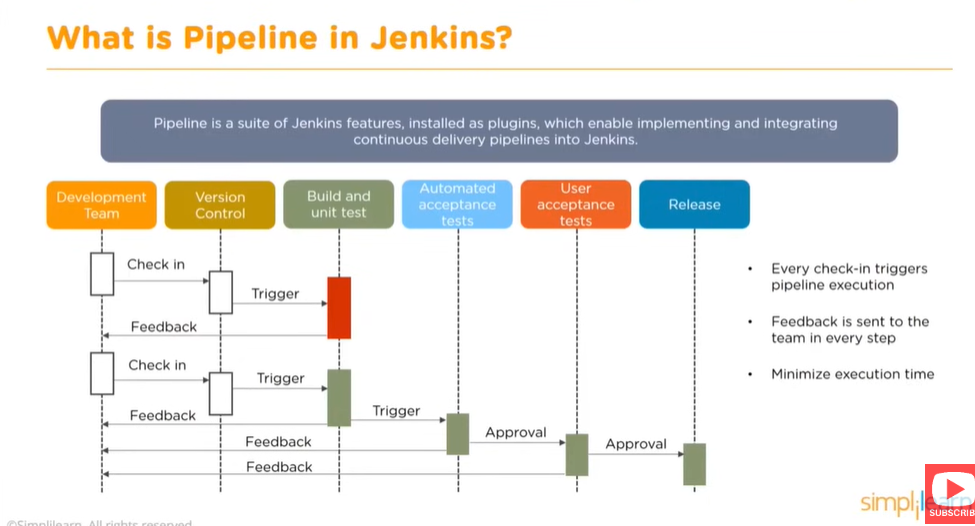 What is Pipeline in Jenkins?
Pipeline is a suite of Jenkins features, installed as plugins, which enable implementing and integrating
continuous delivery pipelines into Jenkins.
Development
Team
Version
Control
Build and
unit test
Automated
acceptance
tests
User
acceptance
tests
Release
Check in
Trigger
Feedback
Check in
Trigger
Feedback
Trigger
Feedback
Approval
Feedback
Approval
• Every check-in triggers
pipeline execution
• Feedback is sent to the
team in every step
• Minimize execution time
©Simplilearn. All rights reserved
simplilearn
SUBSCRIB